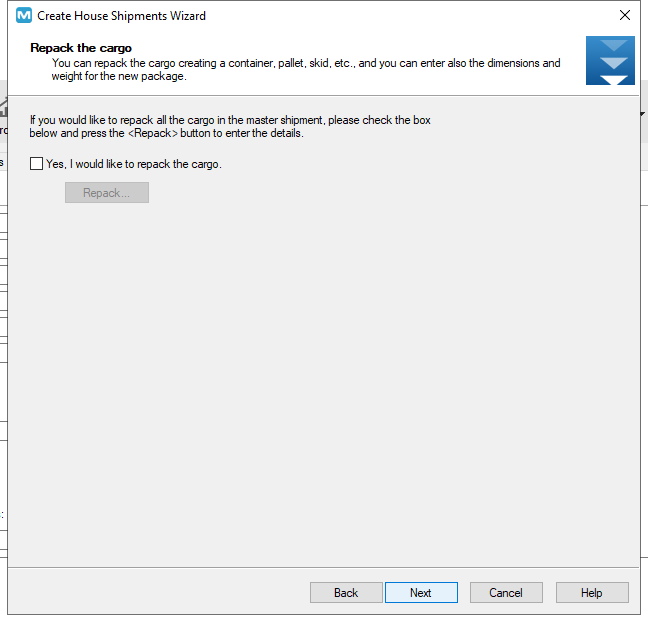 Create House Shipments Wizard
Repack the cargo
You can repack the cargo creating a container, pallet, skid, etc., and you can enter also the dimensions and
weight for the new package.
If you would like to repack all the cargo in the master shipment, please check the box
below and press the <Repack> button to enter the details.
Yes, I would like to repack the cargo.
Repack...
Back
Next
Cancel
Help